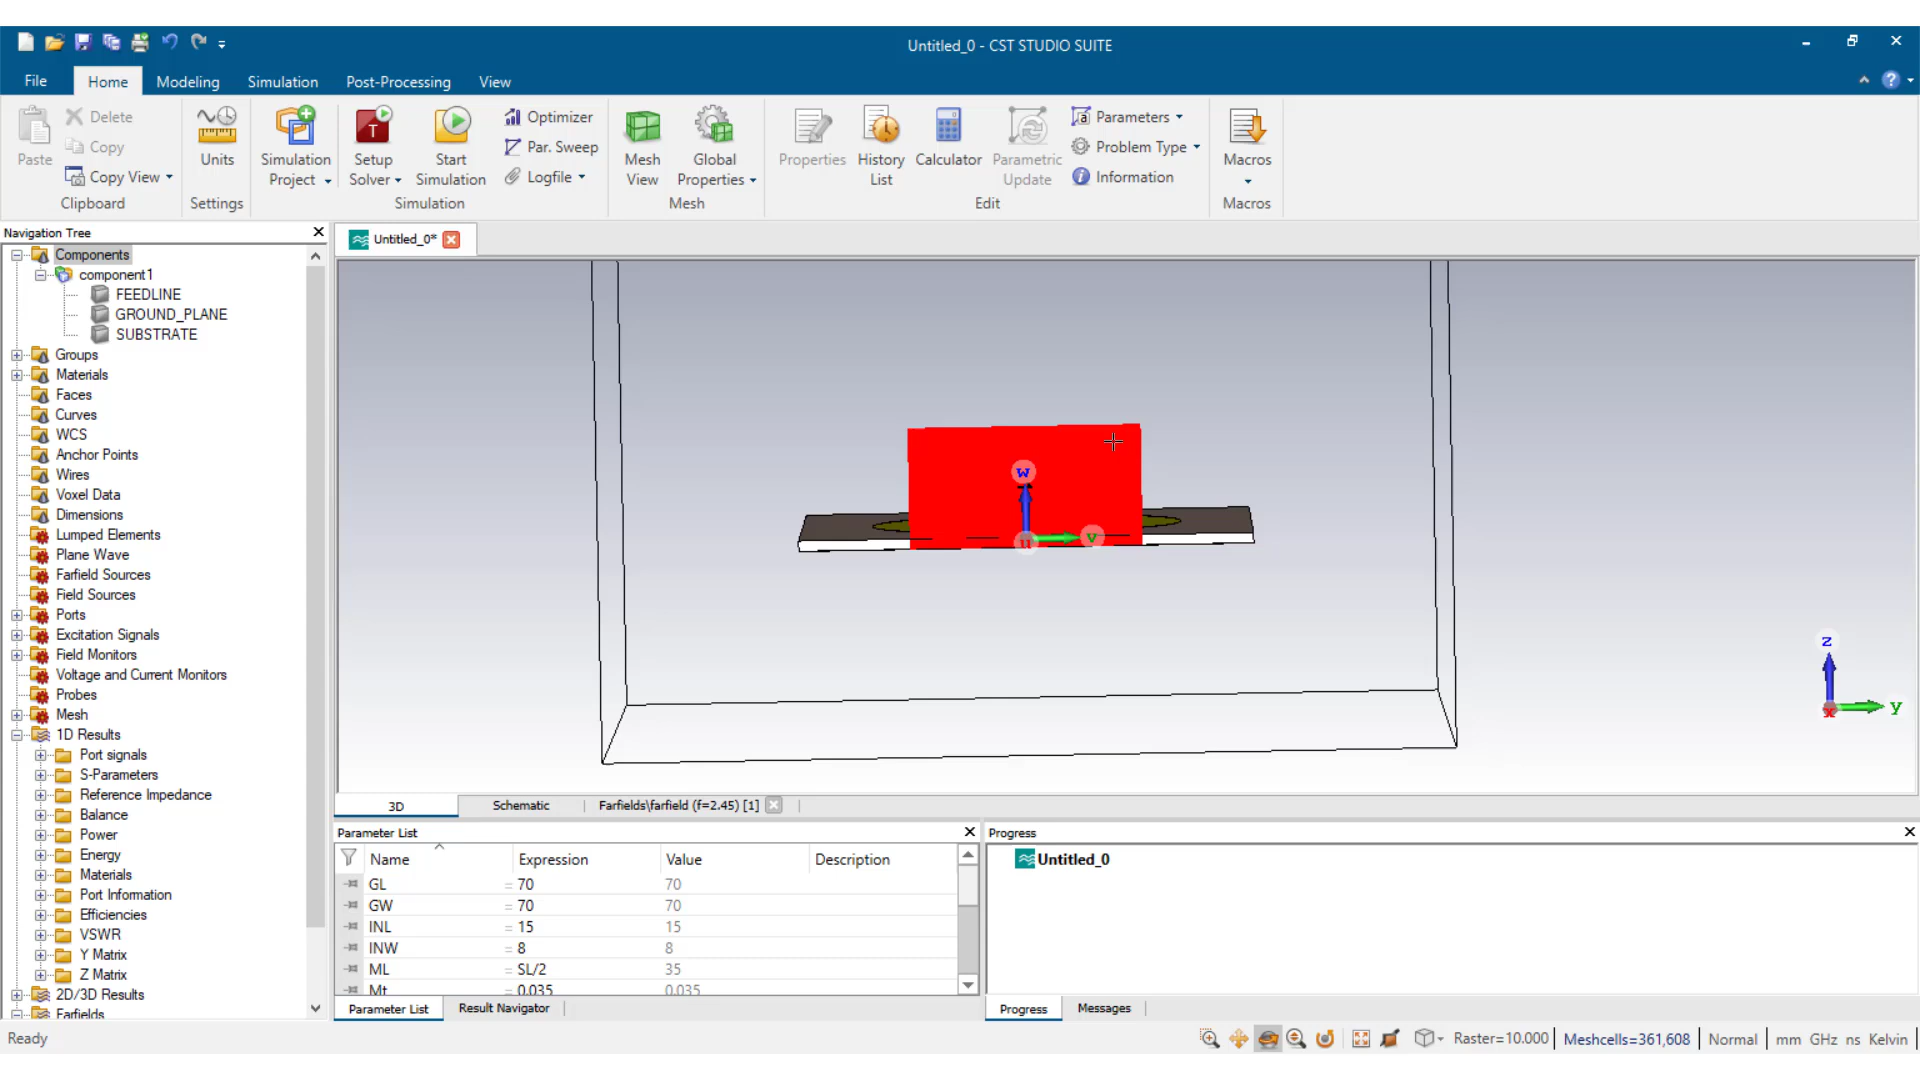 Untitled_0 - CST STUDIO SUITE
File Home Modeling Simulation Post-Processing View
Paste
Delete
Copy
Copy View
Clipboard
Units
Settings
Simulation Project
Setup Solver
Start Simulation
Optimizer
Par. Sweep
Logfile
Simulation
Mesh View
Global Properties
Mesh
Properties
History List
Calculator
Parametric Update
Parameters
Problem Type
Information
Edit
Macros
Macros
Navigation Tree
Components
component1
FEEDLINE
GROUND_PLANE
SUBSTRATE
Groups
Materials
Faces
Curves
WCS
Anchor Points
Wires
Voxel Data
Dimensions
Lumped Elements
Plane Wave
Farfield Sources
Field Sources
Ports
Excitation Signals
Field Monitors
Voltage and Current Monitors
Probes
Mesh
1D Results
Port signals
S-Parameters
Reference Impedance
Balance
Power
Energy
Materials
Port Information
Efficiencies
VSWR
Y Matrix
Z Matrix
2D/3D Results
Farfields
Untitled_0*
w
u
v
z
x
y
3D Schematic Farfields\farfield (f=2.45) [1]
Parameter List
Name Expression Value Description
GL = 70 70
GW = 70 70
INL = 15 15
INW = 8 8
ML = SL/2 35
Mt = 0.035 0.035
Parameter List Result Navigator
Progress
Untitled_0
Progress Messages
Ready
Raster=10.000 Meshcells=361,608 Normal mm GHz ns Kelvin